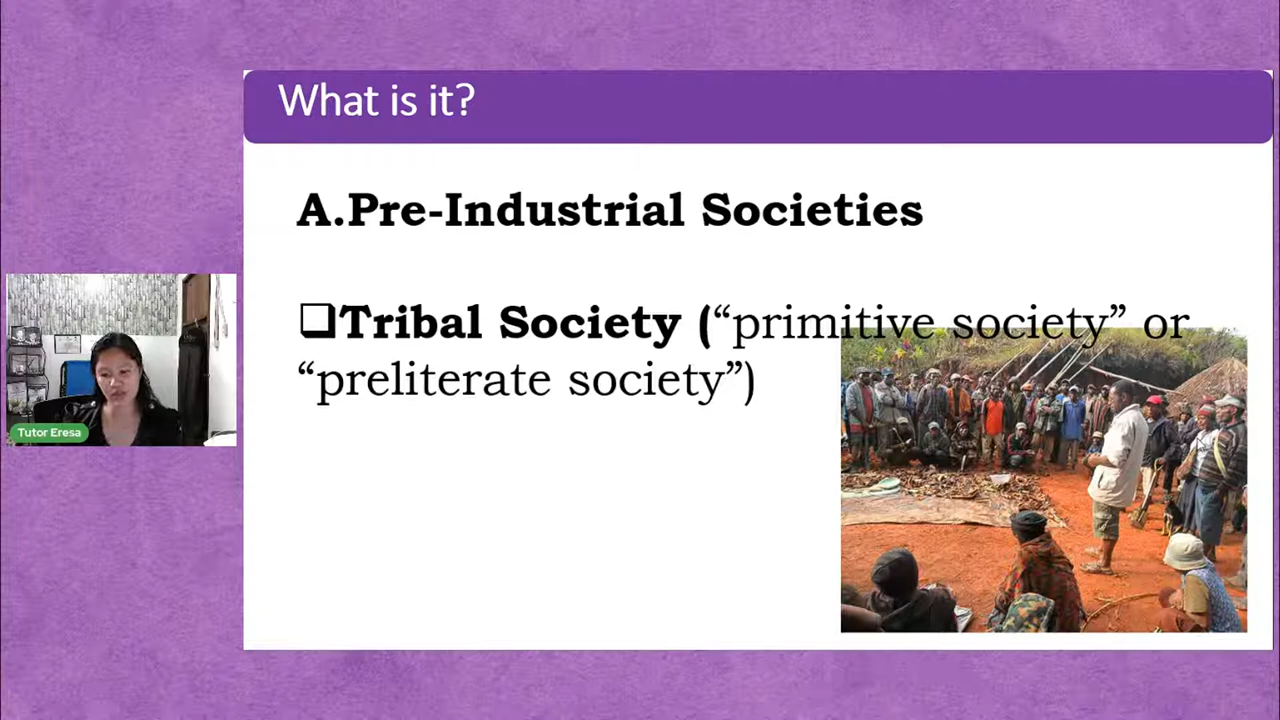 What is it?
A.Pre-Industrial Societies
❑Tribal Society (“primitive society” or
“preliterate society”)
Tutor Eresa